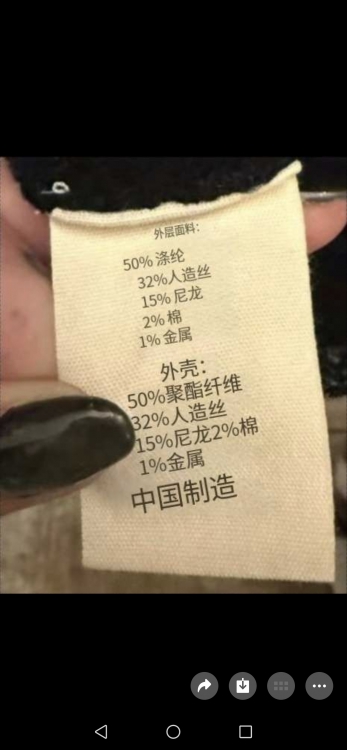 外层面料：
50% 涤纶
32%人造丝
15% 尼龙
2% 棉
1% 金属
外壳：
50%聚酯纤维
32%人造丝
15%尼龙2%棉
1%金属
中国制造